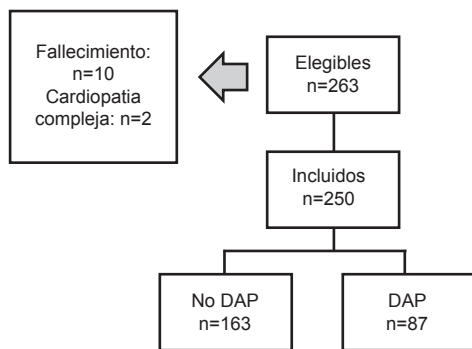 Fallecimiento:
n=10
Cardiopatia
compleja: n=2
Elegibles
n=263
Incluidos
n=250
No DAP
n=163
DAP
n=87